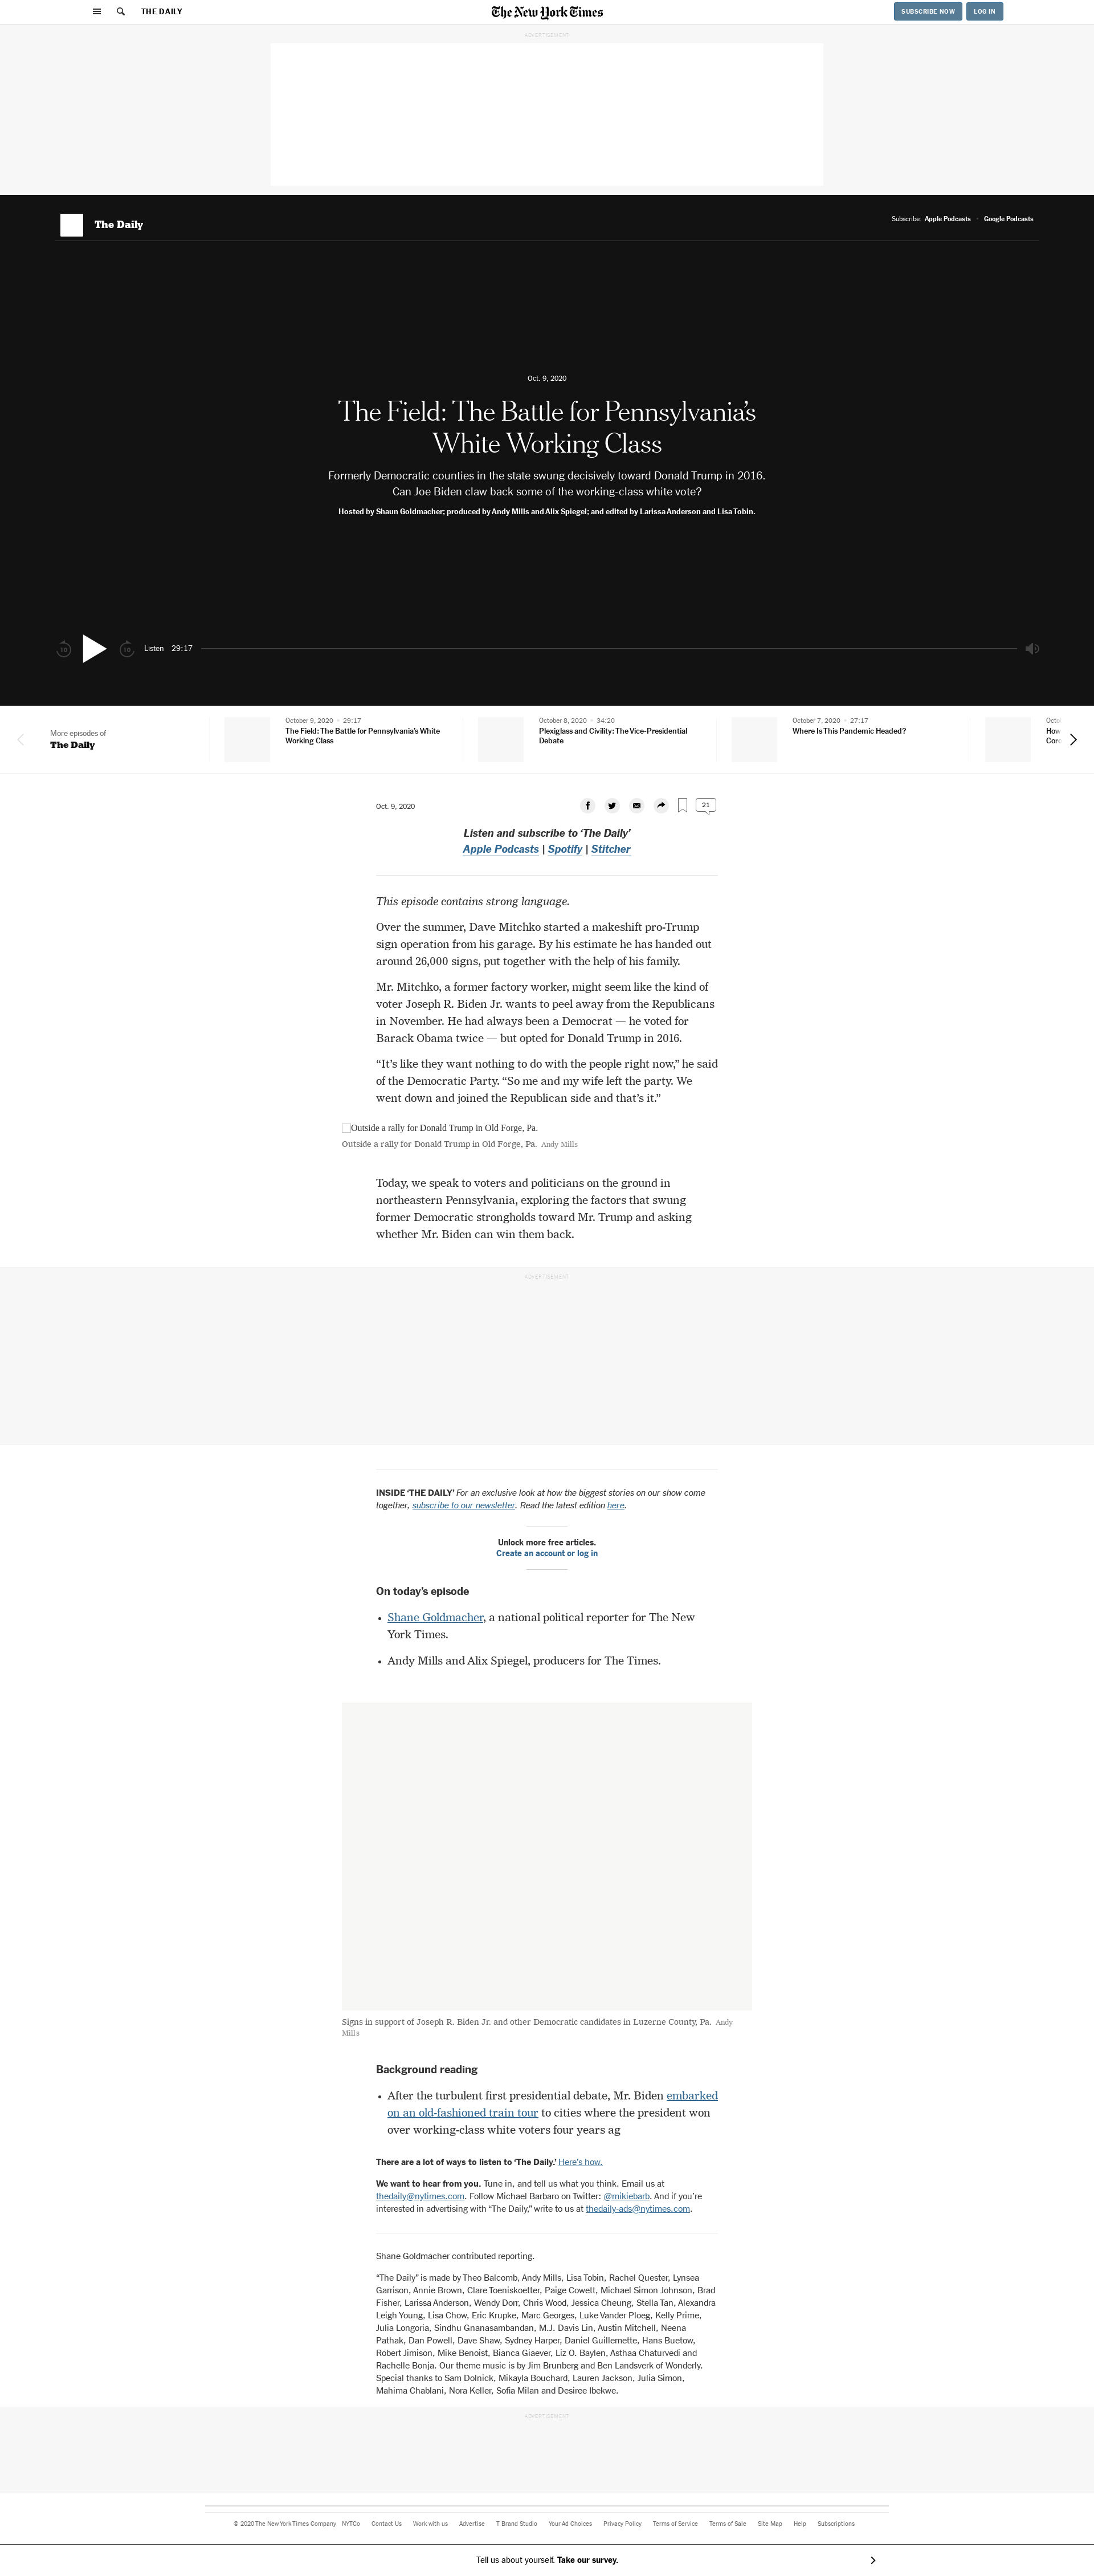 THE DAILY
The New York Times
SUBSCRIBE NOW
LOG IN
ADVERTISEMENT
The Daily
Subscribe: Apple Podcasts
Google Podcasts
Oct. 9, 2020
The Field: The Battle for Pennsylvania’s
White Working Class
Formerly Democratic counties in the state swung decisively toward Donald Trump in 2016.
Can Joe Biden claw back some of the working-class white vote?
Hosted by Shaun Goldmacher; produced by Andy Mills and Alix Spiegel; and edited by Larissa Anderson and Lisa Tobin.
10
10
Listen 29:17
More episodes of
The Daily
October 9, 2020 • 29:17
The Field: The Battle for Pennsylvania’s White
Working Class
October 8, 2020 • 34:20
Plexiglass and Civility: The Vice-Presidential
Debate
October 7, 2020 • 27:17
Where Is This Pandemic Headed?
Octo
How
Coro
Oct. 9, 2020
21
Listen and subscribe to ‘The Daily’
Apple Podcasts | Spotify | Stitcher
This episode contains strong language.
Over the summer, Dave Mitchko started a makeshift pro-Trump
sign operation from his garage. By his estimate he has handed out
around 26,000 signs, put together with the help of his family.
Mr. Mitchko, a former factory worker, might seem like the kind of
voter Joseph R. Biden Jr. wants to peel away from the Republicans
in November. He had always been a Democrat — he voted for
Barack Obama twice — but opted for Donald Trump in 2016.
“It’s like they want nothing to do with the people right now,” he said
of the Democratic Party. “So me and my wife left the party. We
went down and joined the Republican side and that’s it.”
Outside a rally for Donald Trump in Old Forge, Pa.
Outside a rally for Donald Trump in Old Forge, Pa. Andy Mills
Today, we speak to voters and politicians on the ground in
northeastern Pennsylvania, exploring the factors that swung
former Democratic strongholds toward Mr. Trump and asking
whether Mr. Biden can win them back.
ADVERTISEMENT
INSIDE ‘THE DAILY’ For an exclusive look at how the biggest stories on our show come
together, subscribe to our newsletter. Read the latest edition here.
Unlock more free articles.
Create an account or log in
On today’s episode
• Shane Goldmacher, a national political reporter for The New
York Times.
• Andy Mills and Alix Spiegel, producers for The Times.
Signs in support of Joseph R. Biden Jr. and other Democratic candidates in Luzerne County, Pa. Andy
Mills
Background reading
• After the turbulent first presidential debate, Mr. Biden embarked
on an old-fashioned train tour to cities where the president won
over working-class white voters four years ag
There are a lot of ways to listen to ‘The Daily.’ Here’s how.
We want to hear from you. Tune in, and tell us what you think. Email us at
thedaily@nytimes.com. Follow Michael Barbaro on Twitter: @mikiebarb. And if you’re
interested in advertising with “The Daily,” write to us at thedaily-ads@nytimes.com.
Shane Goldmacher contributed reporting.
“The Daily” is made by Theo Balcomb, Andy Mills, Lisa Tobin, Rachel Quester, Lynsea
Garrison, Annie Brown, Clare Toeniskoetter, Paige Cowett, Michael Simon Johnson, Brad
Fisher, Larissa Anderson, Wendy Dorr, Chris Wood, Jessica Cheung, Stella Tan, Alexandra
Leigh Young, Lisa Chow, Eric Krupke, Marc Georges, Luke Vander Ploeg, Kelly Prime,
Julia Longoria, Sindhu Gnanasambandan, M.J. Davis Lin, Austin Mitchell, Neena
Pathak, Dan Powell, Dave Shaw, Sydney Harper, Daniel Guillemette, Hans Buetow,
Robert Jimison, Mike Benoist, Bianca Giaever, Liz O. Baylen, Asthaa Chaturvedi and
Rachelle Bonja. Our theme music is by Jim Brunberg and Ben Landsverk of Wonderly.
Special thanks to Sam Dolnick, Mikayla Bouchard, Lauren Jackson, Julia Simon,
Mahima Chablani, Nora Keller, Sofia Milan and Desiree Ibekwe.
ADVERTISEMENT
© 2020 The New York Times Company NYTCo Contact Us Work with us Advertise T Brand Studio Your Ad Choices Privacy Policy Terms of Service Terms of Sale Site Map Help Subscriptions
Tell us about yourself. Take our survey.